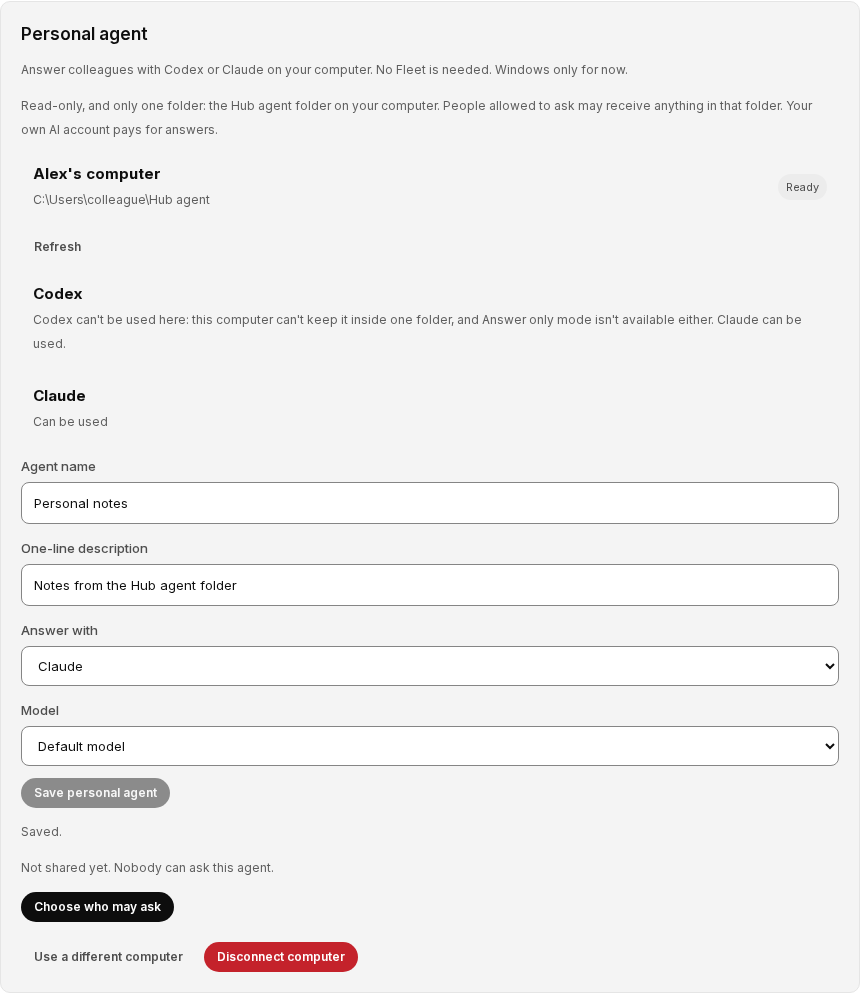 Personal agent
Answer colleagues with Codex or Claude on your computer. No Fleet is needed. Windows only for now.
Read-only, and only one folder: the Hub agent folder on your computer. People allowed to ask may receive anything in that folder. Your
own AI account pays for answers.
Alex's computer
C:\Users\colleague\Hub agent
Ready
Refresh
Codex
Codex can't be used here: this computer can't keep it inside one folder, and Answer only mode isn't available either. Claude can be
used.
Claude
Can be used
Agent name
Personal notes
One-line description
Notes from the Hub agent folder
Answer with
Claude
Model
Default model
Save personal agent
Saved.
Not shared yet. Nobody can ask this agent.
Choose who may ask
Use a different computer
Disconnect computer